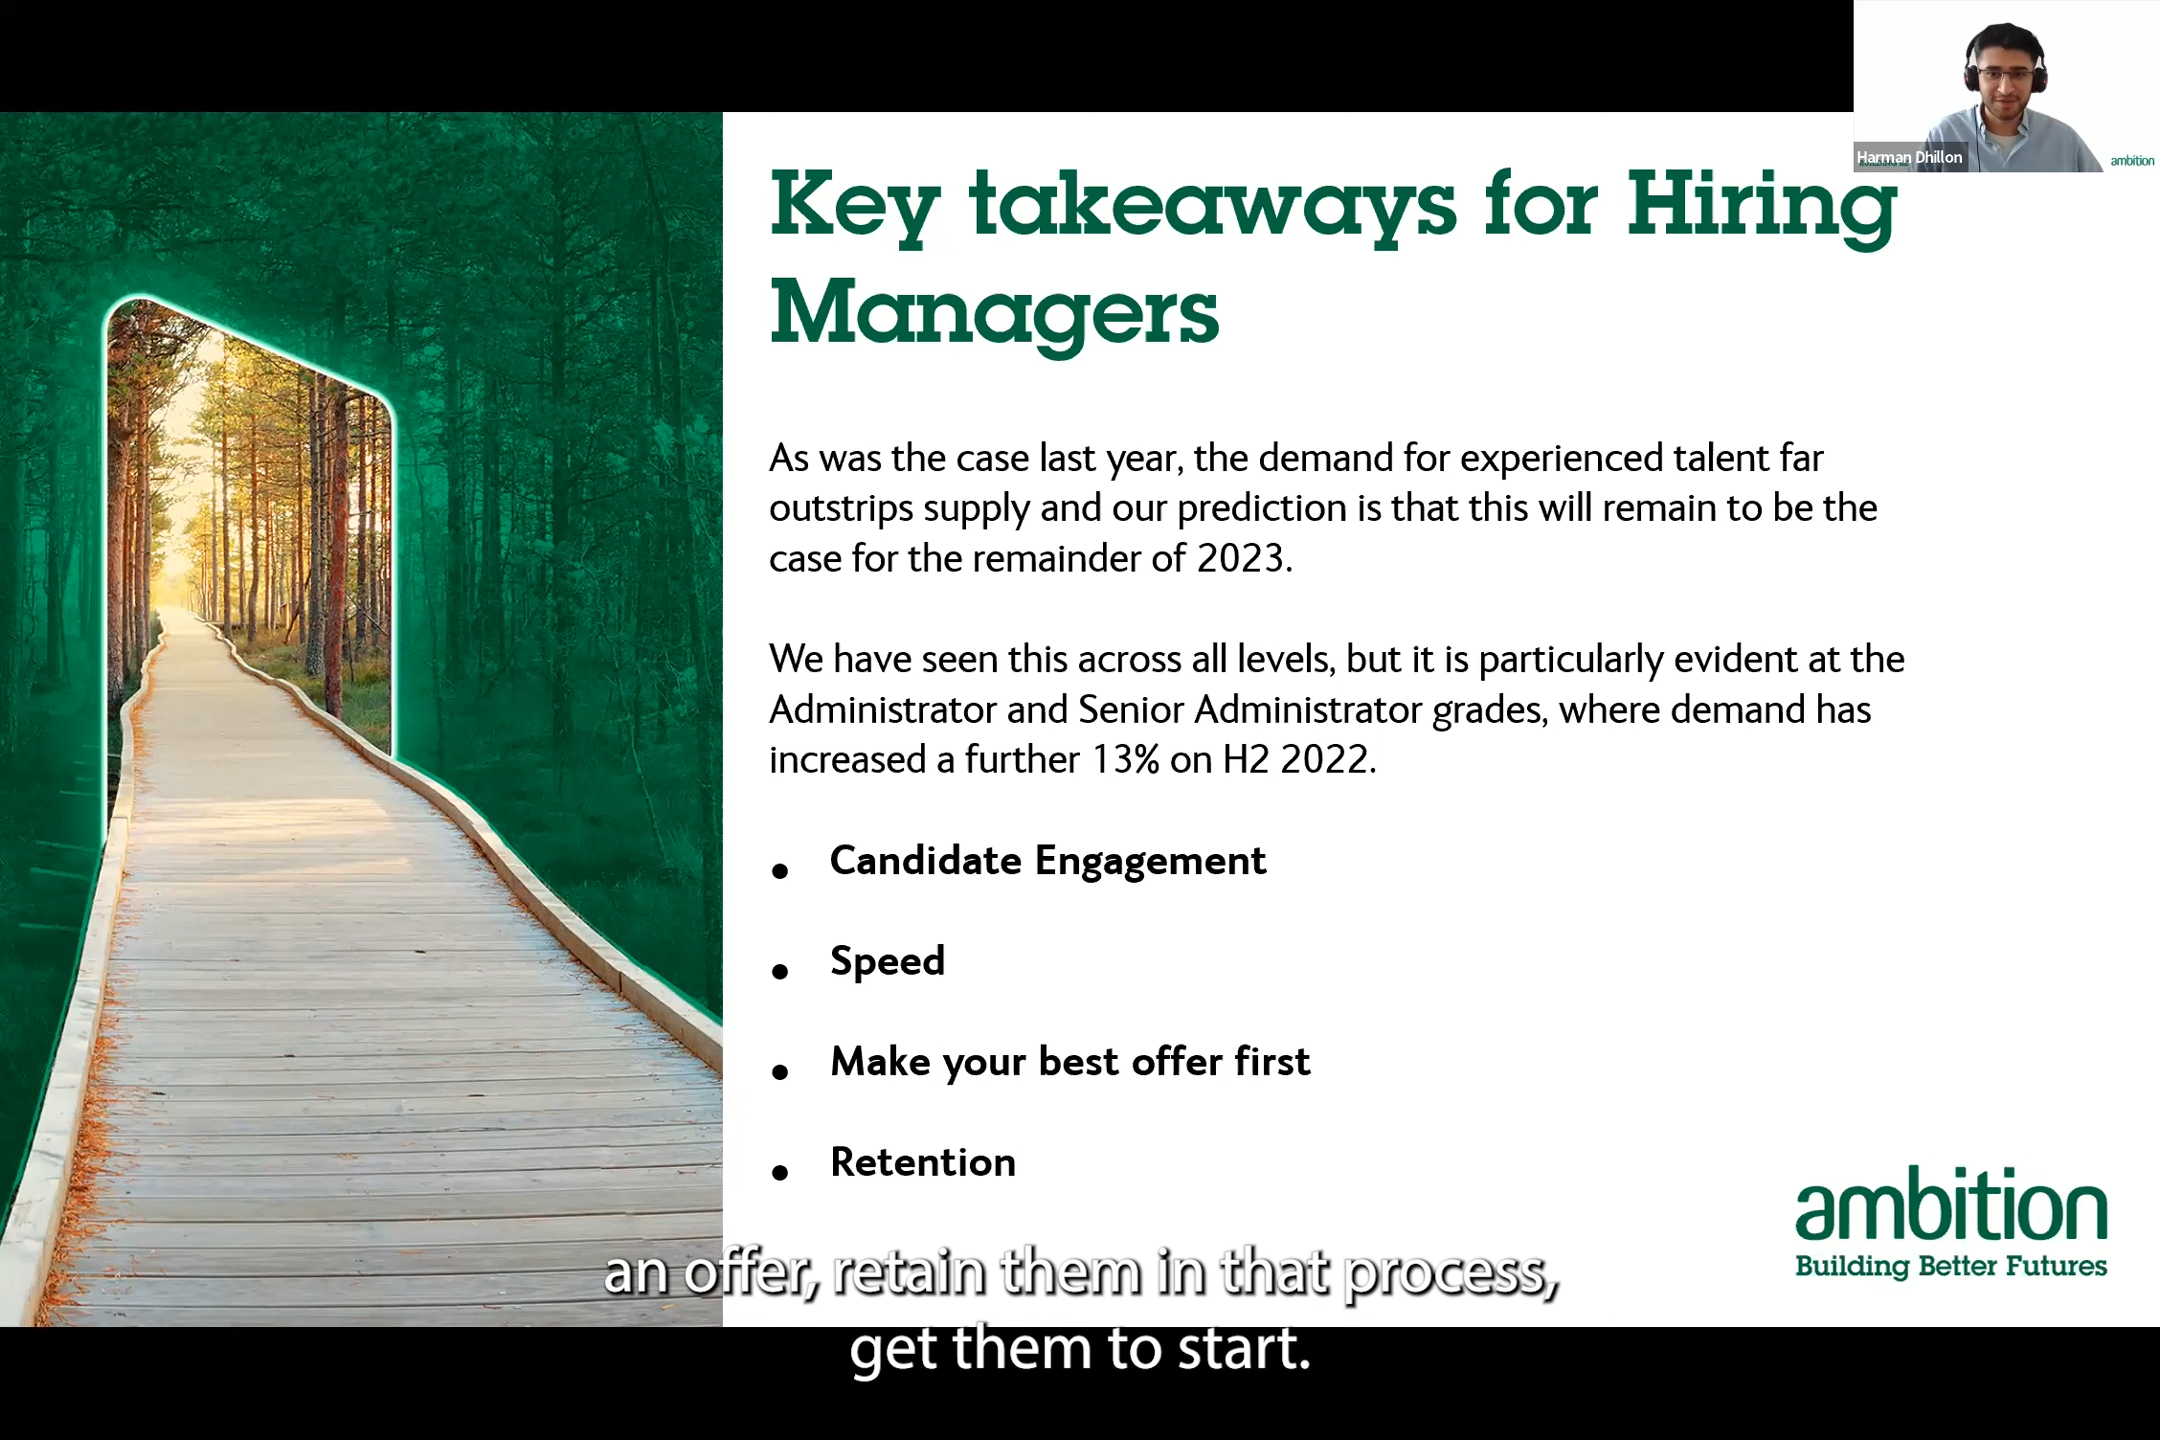 Harman Dhillon
ambition
Key takeaways for Hiring
Managers
As was the case last year, the demand for experienced talent far
outstrips supply and our prediction is that this will remain to be the
case for the remainder of 2023.
We have seen this across all levels, but it is particularly evident at the
Administrator and Senior Administrator grades, where demand has
increased a further 13% on H2 2022.
• Candidate Engagement
• Speed
• Make your best offer first
• Retention
ambition
Building Better Futures
an offer, retain them in that process,
get them to start.